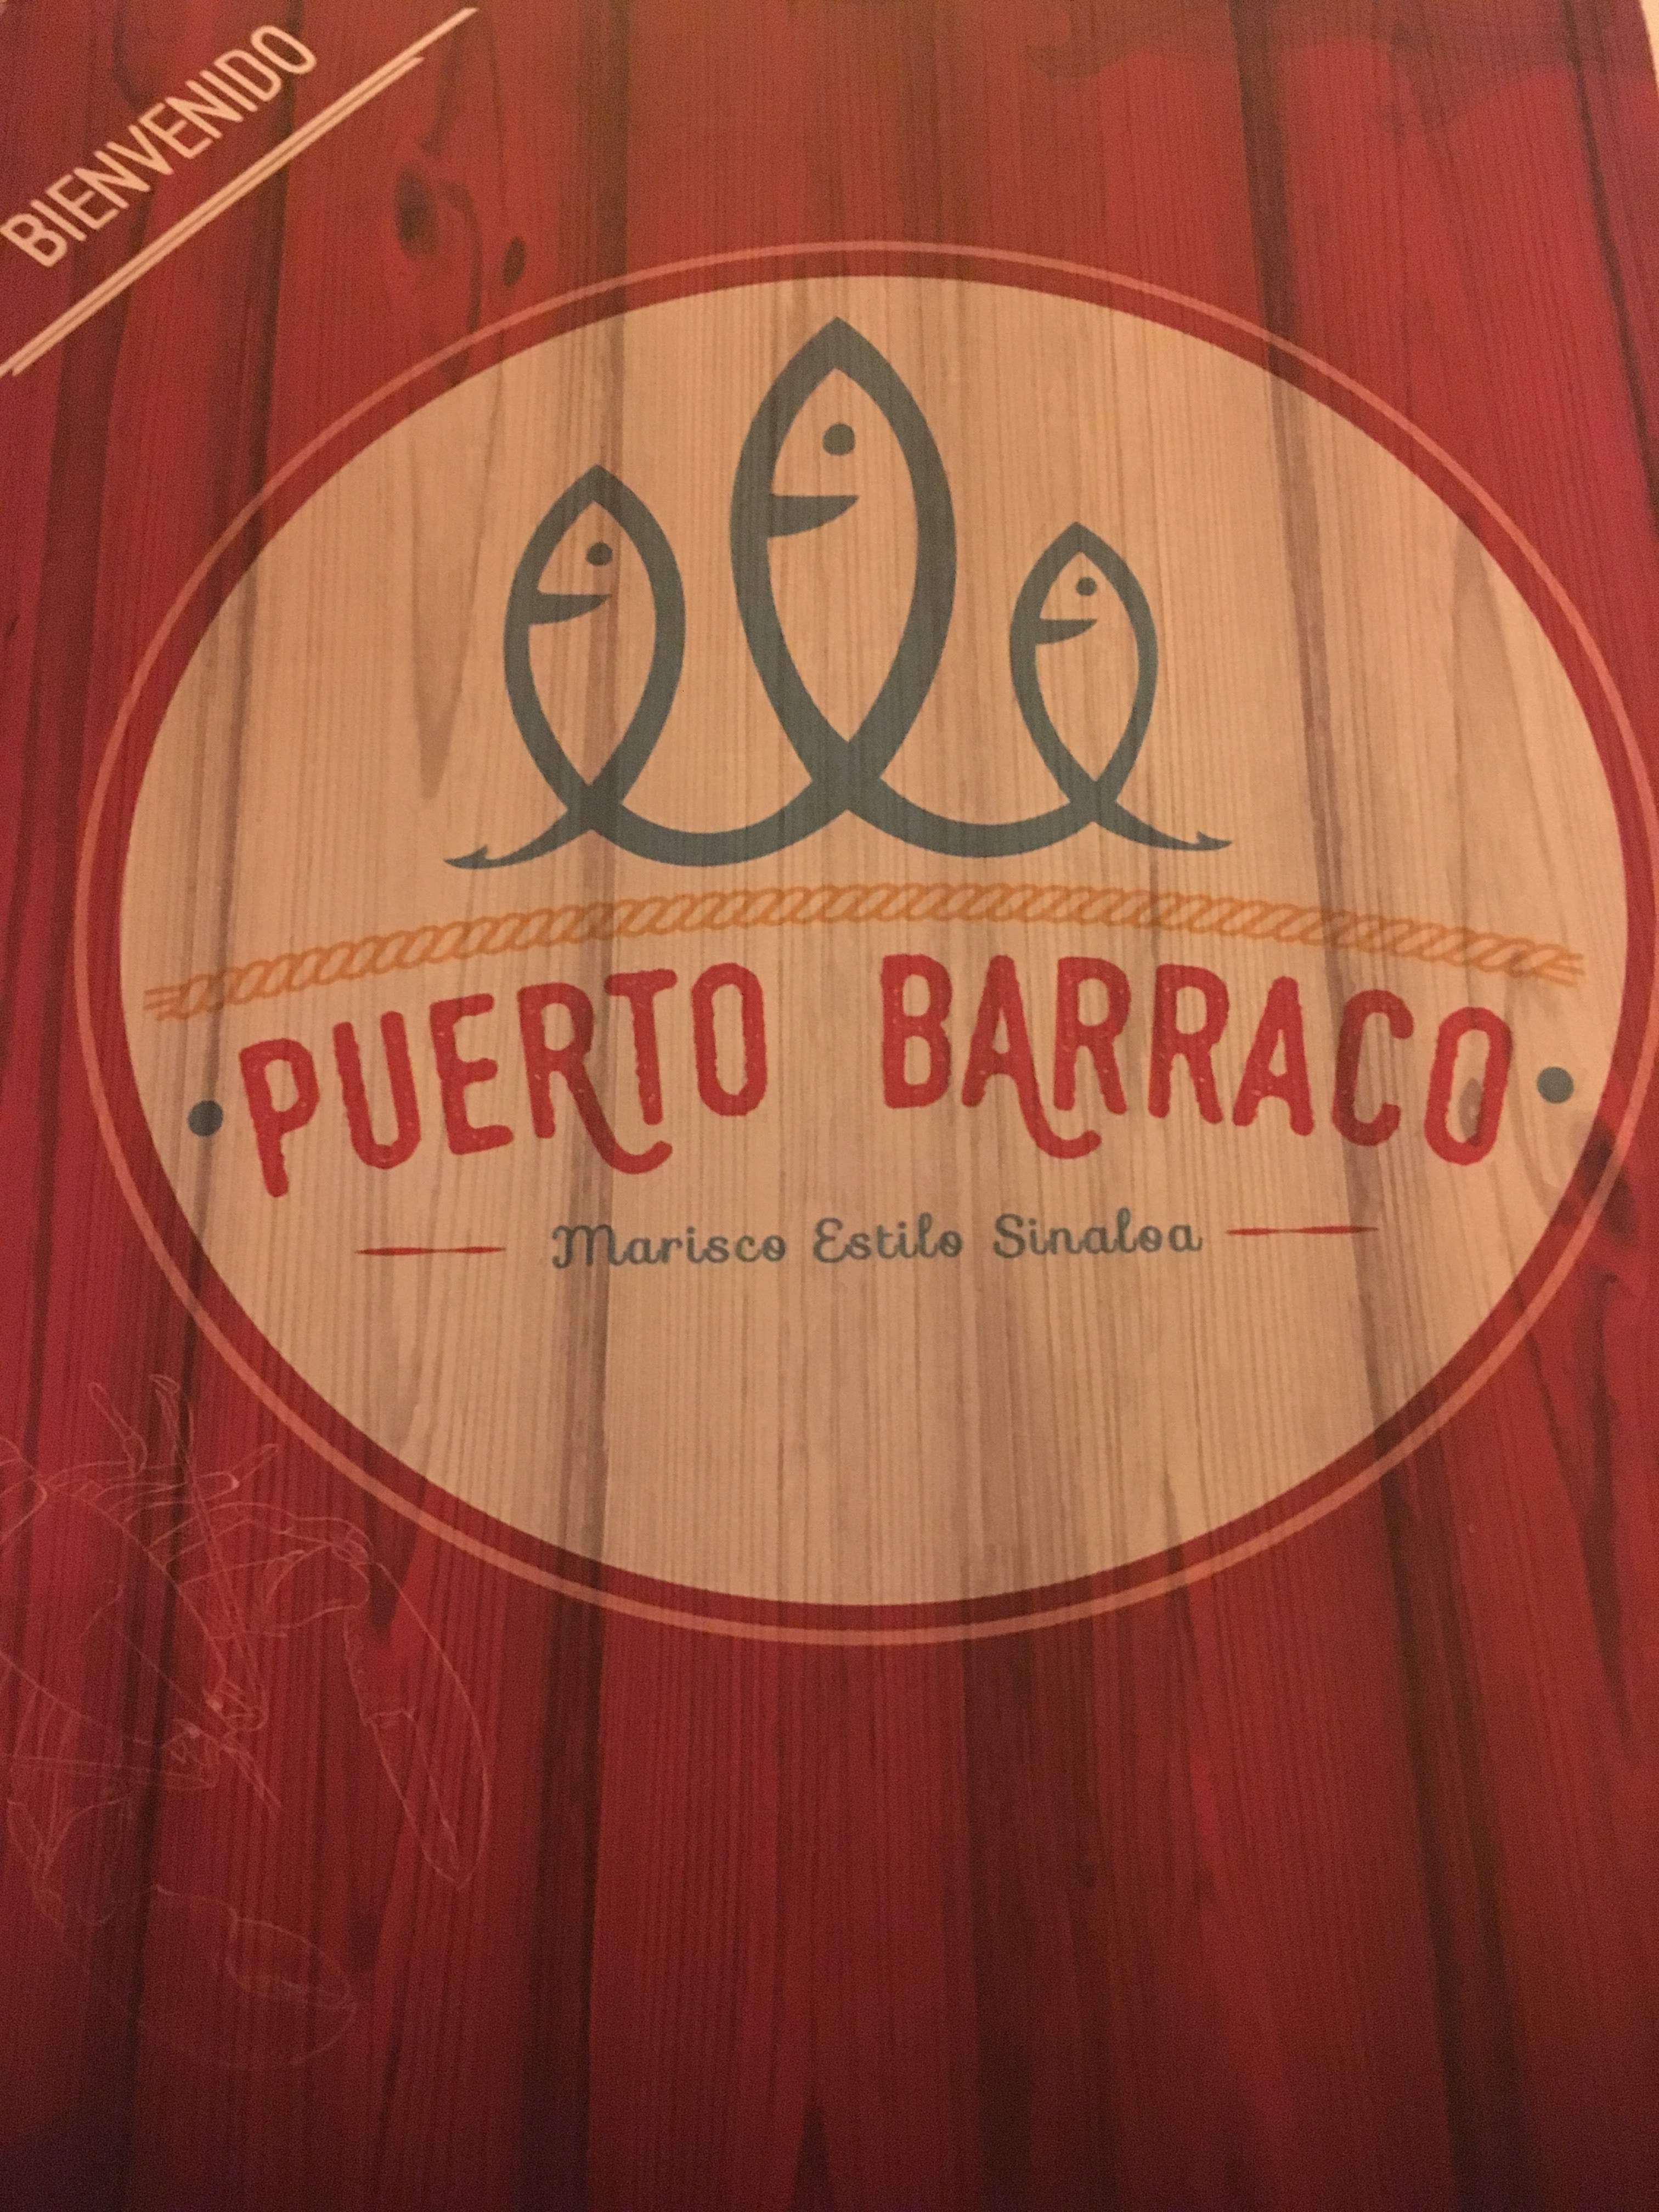 BIENVENIDO
PUERTO BARRACO
Marisco Estilo Sinaloa